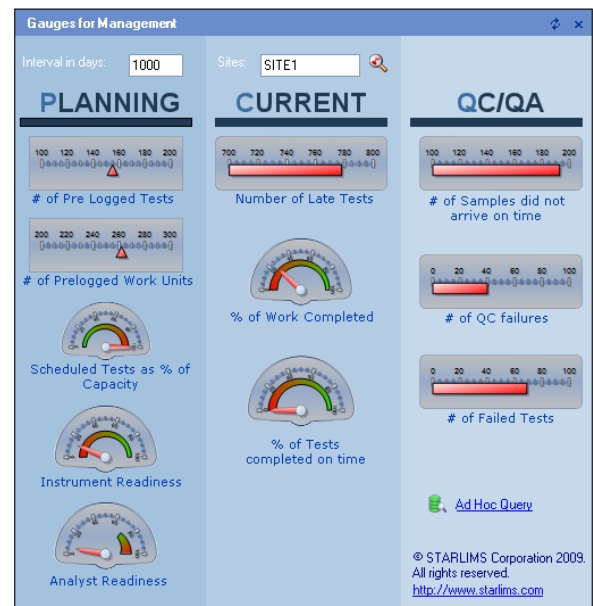 Gauges for Management
Interval in days: 1000
Sites: SITE1
PLANNING
100 120 140 160 180 200
# of Pre Logged Tests
200 220 240 260 280 300
# of Prelogged Work Units
Scheduled Tests as % of
Capacity
Instrument Readiness
Analyst Readiness
CURRENT
700 720 740 760 780 800
Number of Late Tests
% of Work Completed
% of Tests
completed on time
QC/QA
100 120 140 160 180 200
# of Samples did not
arrive on time
0 20 40 60 80 100
# of QC failures
0 20 40 60 80 100
# of Failed Tests
Ad Hoc Query
© STARLIMS Corporation 2009.
All rights reserved.
http://www.starlims.com